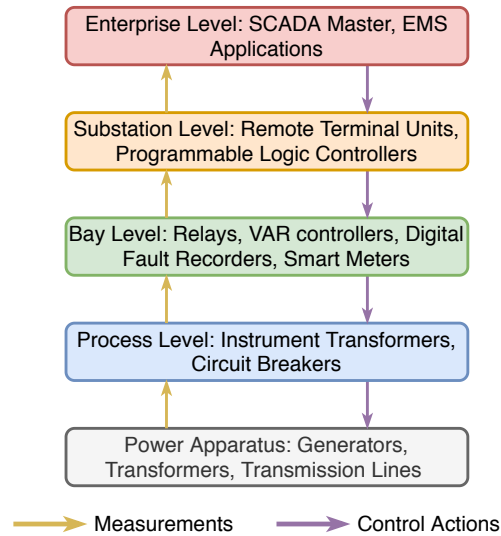 Enterprise Level: SCADA Master, EMS
Applications
Substation Level: Remote Terminal Units,
Programmable Logic Controllers
Bay Level: Relays, VAR controllers, Digital
Fault Recorders, Smart Meters
Process Level: Instrument Transformers,
Circuit Breakers
Power Apparatus: Generators,
Transformers, Transmission Lines
Measurements
Control Actions